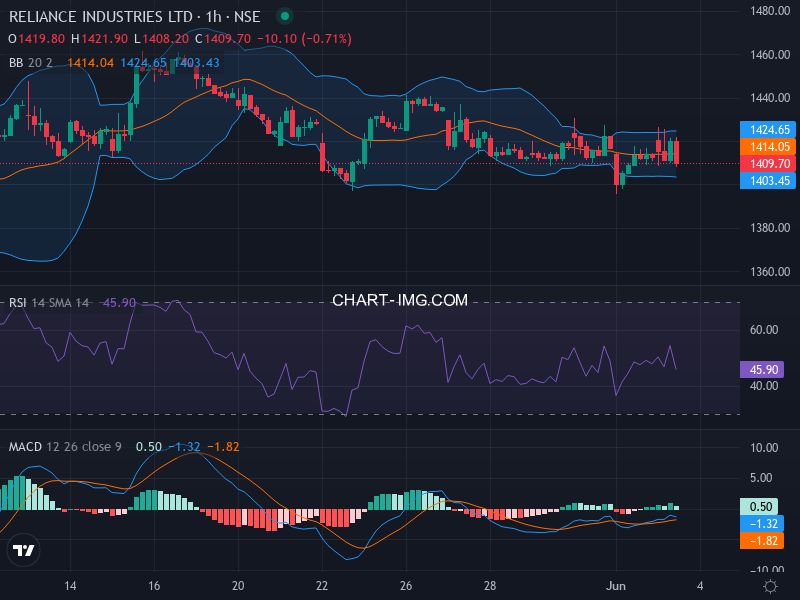 RELIANCE INDUSTRIES LTD · 1h · NSE
O1419.80 H1421.90 L1408.20 C1409.70 −10.10 (−0.71%)
BB 20 2 1414.04 1424.65 1403.43
1480.00
1460.00
1440.00
1424.65
1414.05
1409.70
1403.45
1380.00
1360.00
RSI 14 SMA 14 45.90
CHART-IMG.COM
60.00
45.90
40.00
MACD 12 26 close 9 0.50 −1.32 −1.82
10.00
5.00
0.50
−1.32
−1.82
−10.00
14 16 20 22 26 28 Jun 4